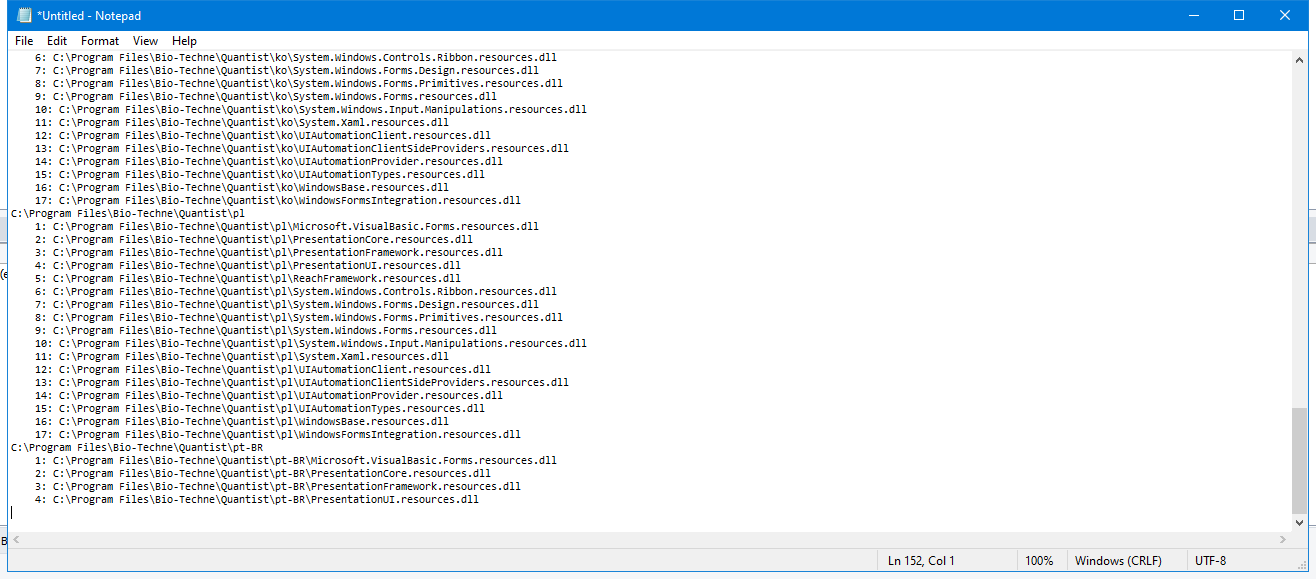 *Untitled - Notepad
File Edit Format View Help
6: C:\Program Files\Bio-Techne\Quantist\ko\System.Windows.Controls.Ribbon.resources.dll
7: C:\Program Files\Bio-Techne\Quantist\ko\System.Windows.Forms.Design.resources.dll
8: C:\Program Files\Bio-Techne\Quantist\ko\System.Windows.Forms.Primitives.resources.dll
9: C:\Program Files\Bio-Techne\Quantist\ko\System.Windows.Forms.resources.dll
10: C:\Program Files\Bio-Techne\Quantist\ko\System.Windows.Input.Manipulations.resources.dll
11: C:\Program Files\Bio-Techne\Quantist\ko\System.Xaml.resources.dll
12: C:\Program Files\Bio-Techne\Quantist\ko\UIAutomationClient.resources.dll
13: C:\Program Files\Bio-Techne\Quantist\ko\UIAutomationClientSideProviders.resources.dll
14: C:\Program Files\Bio-Techne\Quantist\ko\UIAutomationProvider.resources.dll
15: C:\Program Files\Bio-Techne\Quantist\ko\UIAutomationTypes.resources.dll
16: C:\Program Files\Bio-Techne\Quantist\ko\WindowsBase.resources.dll
17: C:\Program Files\Bio-Techne\Quantist\ko\WindowsFormsIntegration.resources.dll
C:\Program Files\Bio-Techne\Quantist\pl
1: C:\Program Files\Bio-Techne\Quantist\pl\Microsoft.VisualBasic.Forms.resources.dll
2: C:\Program Files\Bio-Techne\Quantist\pl\PresentationCore.resources.dll
3: C:\Program Files\Bio-Techne\Quantist\pl\PresentationFramework.resources.dll
4: C:\Program Files\Bio-Techne\Quantist\pl\PresentationUI.resources.dll
5: C:\Program Files\Bio-Techne\Quantist\pl\ReachFramework.resources.dll
6: C:\Program Files\Bio-Techne\Quantist\pl\System.Windows.Controls.Ribbon.resources.dll
7: C:\Program Files\Bio-Techne\Quantist\pl\System.Windows.Forms.Design.resources.dll
8: C:\Program Files\Bio-Techne\Quantist\pl\System.Windows.Forms.Primitives.resources.dll
9: C:\Program Files\Bio-Techne\Quantist\pl\System.Windows.Forms.resources.dll
10: C:\Program Files\Bio-Techne\Quantist\pl\System.Windows.Input.Manipulations.resources.dll
11: C:\Program Files\Bio-Techne\Quantist\pl\System.Xaml.resources.dll
12: C:\Program Files\Bio-Techne\Quantist\pl\UIAutomationClient.resources.dll
13: C:\Program Files\Bio-Techne\Quantist\pl\UIAutomationClientSideProviders.resources.dll
14: C:\Program Files\Bio-Techne\Quantist\pl\UIAutomationProvider.resources.dll
15: C:\Program Files\Bio-Techne\Quantist\pl\UIAutomationTypes.resources.dll
16: C:\Program Files\Bio-Techne\Quantist\pl\WindowsBase.resources.dll
17: C:\Program Files\Bio-Techne\Quantist\pl\WindowsFormsIntegration.resources.dll
C:\Program Files\Bio-Techne\Quantist\pt-BR
1: C:\Program Files\Bio-Techne\Quantist\pt-BR\Microsoft.VisualBasic.Forms.resources.dll
2: C:\Program Files\Bio-Techne\Quantist\pt-BR\PresentationCore.resources.dll
3: C:\Program Files\Bio-Techne\Quantist\pt-BR\PresentationFramework.resources.dll
4: C:\Program Files\Bio-Techne\Quantist\pt-BR\PresentationUI.resources.dll
Ln 152, Col 1 100% Windows (CRLF) UTF-8